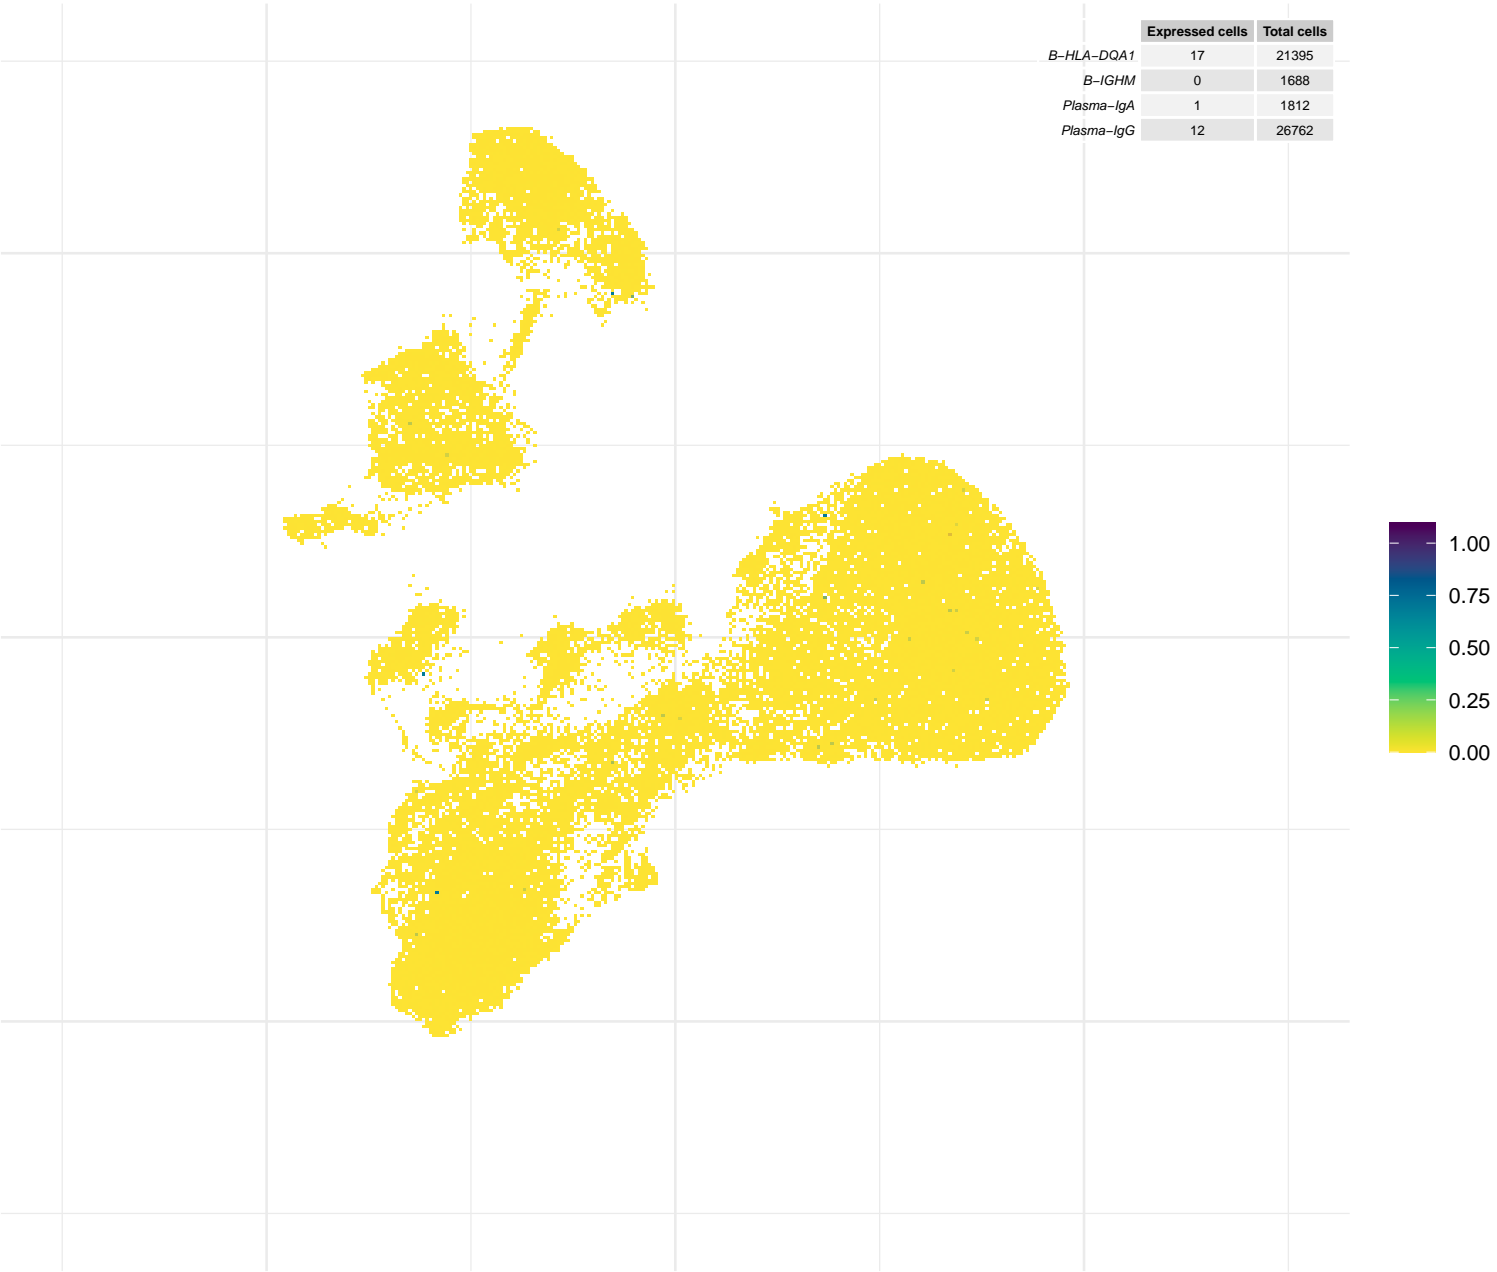 Expressed cells Total cells
B−HLA−DQA1 17 21395
B−IGHM 0 1688
Plasma−IgA 1 1812
Plasma−IgG 12 26762
1.00
0.75
0.50
0.25
0.00